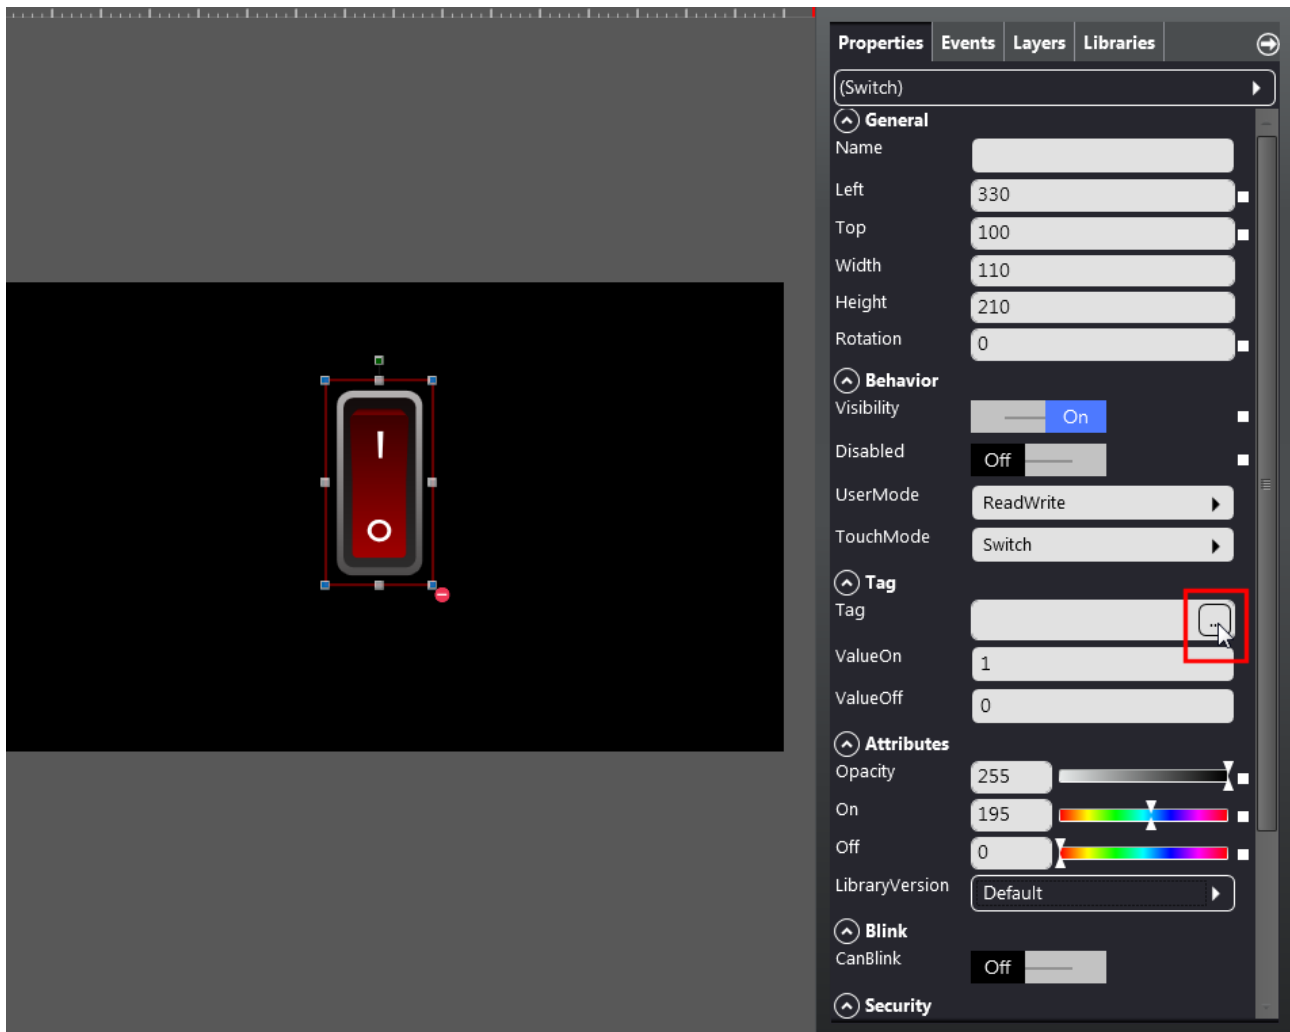 Properties Events Layers Libraries
(Switch)
General
Name
Left 330
Top 100
Width 110
Height 210
Rotation 0
Behavior
Visibility On
Disabled Off
UserMode ReadWrite
TouchMode Switch
Tag
Tag ...
ValueOn 1
ValueOff 0
Attributes
Opacity 255
On 195
Off 0
LibraryVersion Default
Blink
CanBlink Off
Security
I
O